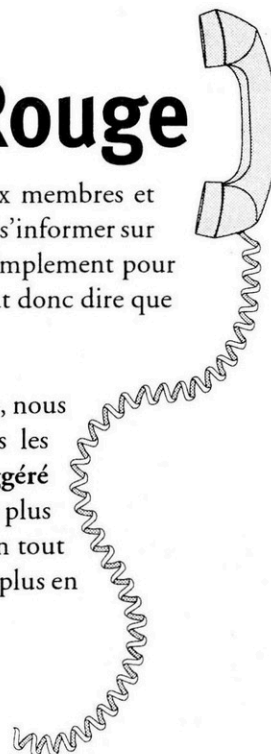 Rouge
x membres et
s'informer sur
mplement pour
t donc dire que
, nous
s les
géré
plus
n tout
plus en